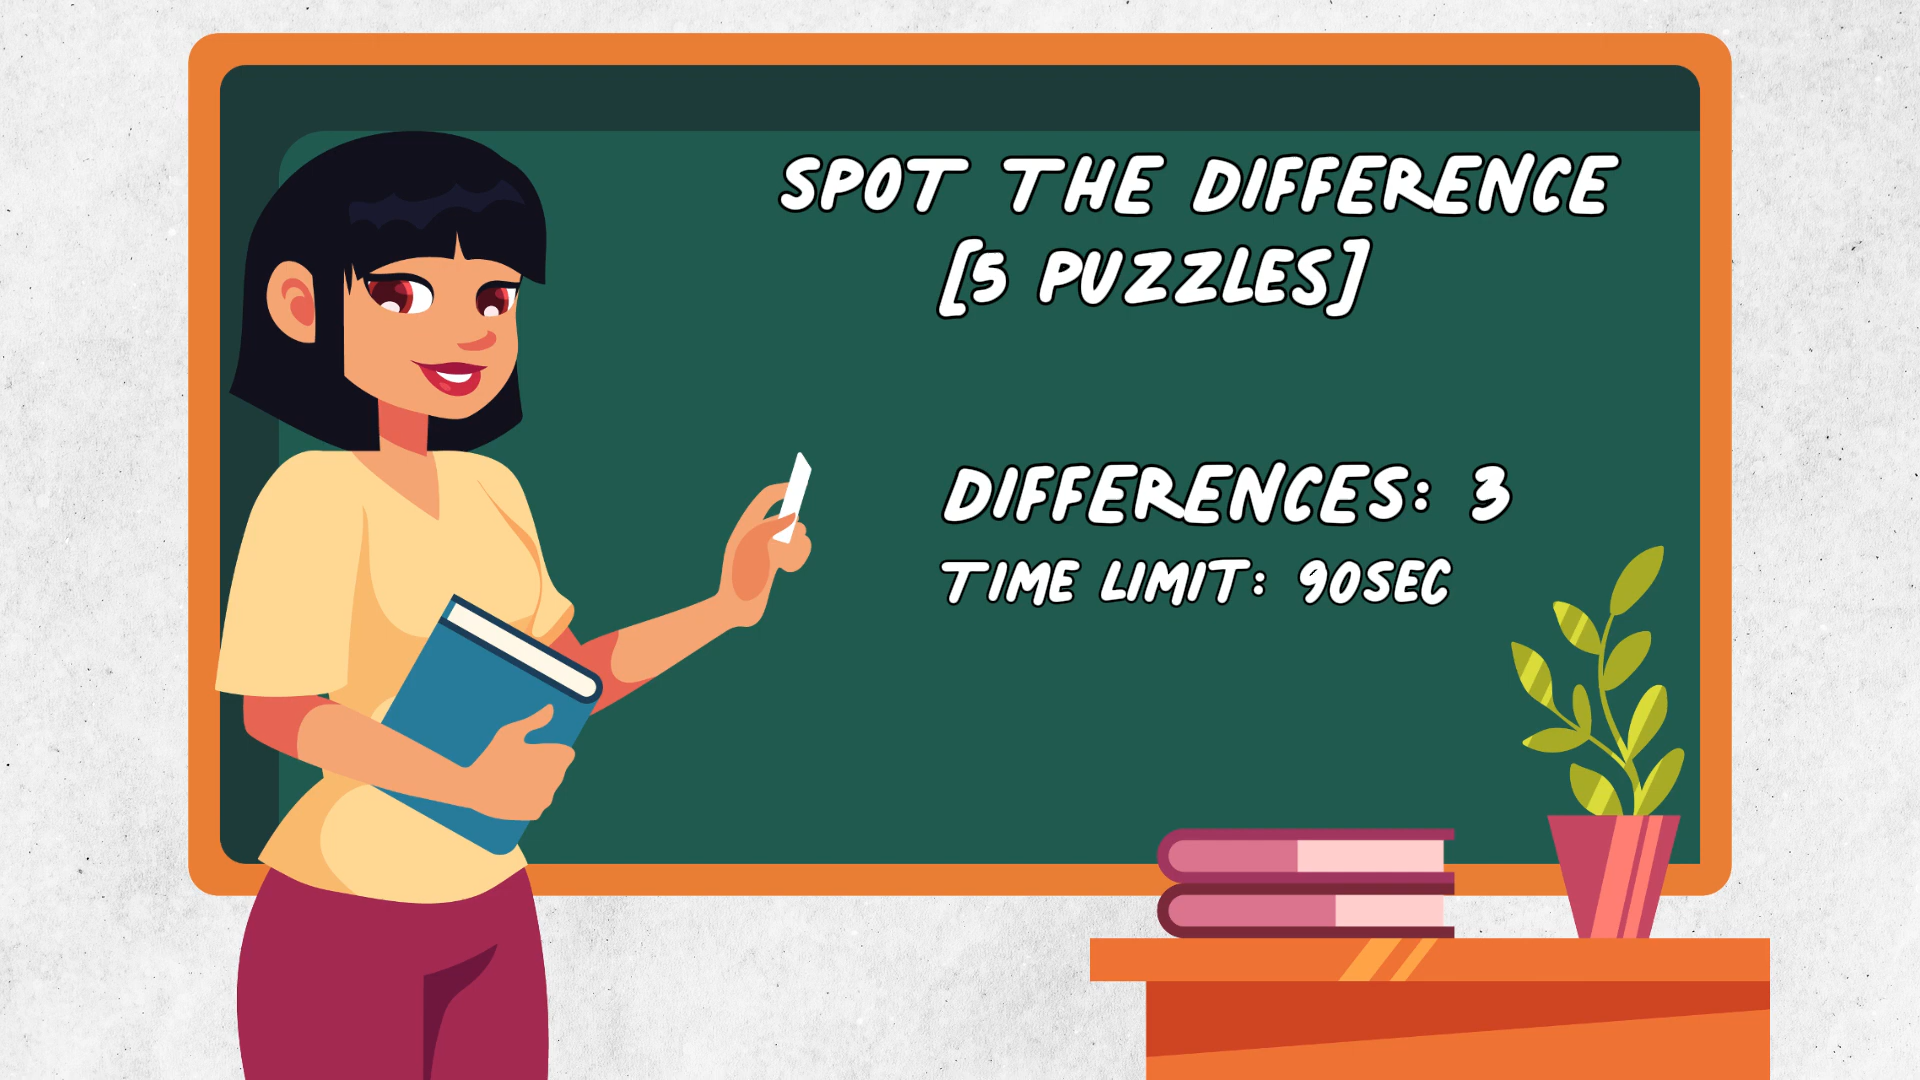 SPOT THE DIFFERENCE
[5 PUZZLES]
DIFFERENCES: 3
TIME LIMIT: 90SEC